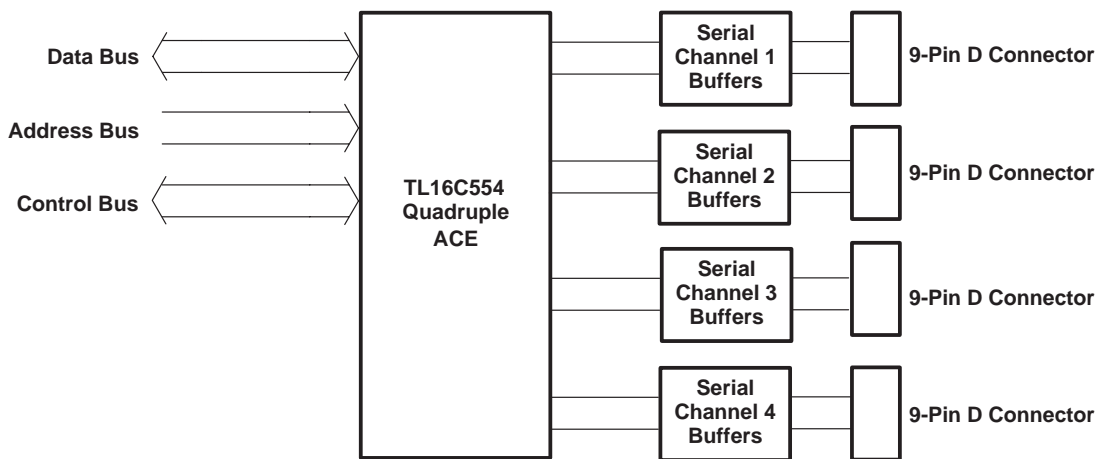 Data Bus
Address Bus
Control Bus
TL16C554
Quadruple
ACE
Serial
Channel 1
Buffers
9-Pin D Connector
Serial
Channel 2
Buffers
9-Pin D Connector
Serial
Channel 3
Buffers
9-Pin D Connector
Serial
Channel 4
Buffers
9-Pin D Connector